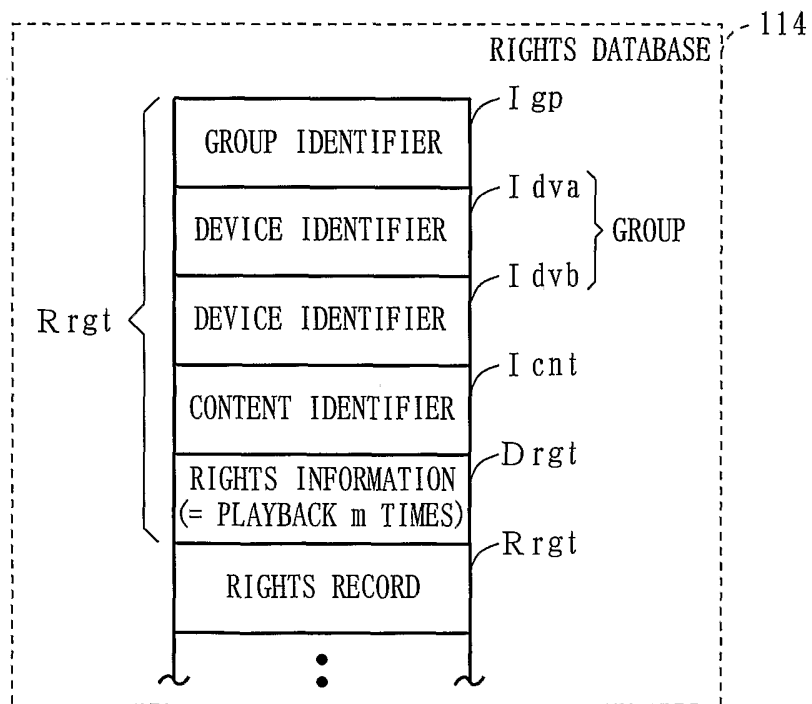 114
RIGHTS DATABASE
I gp
GROUP IDENTIFIER
I dva
DEVICE IDENTIFIER
GROUP
I dvb
DEVICE IDENTIFIER
Rrgt
I cnt
CONTENT IDENTIFIER
Drgt
RIGHTS INFORMATION
(= PLAYBACK m TIMES)
Rrgt
RIGHTS RECORD